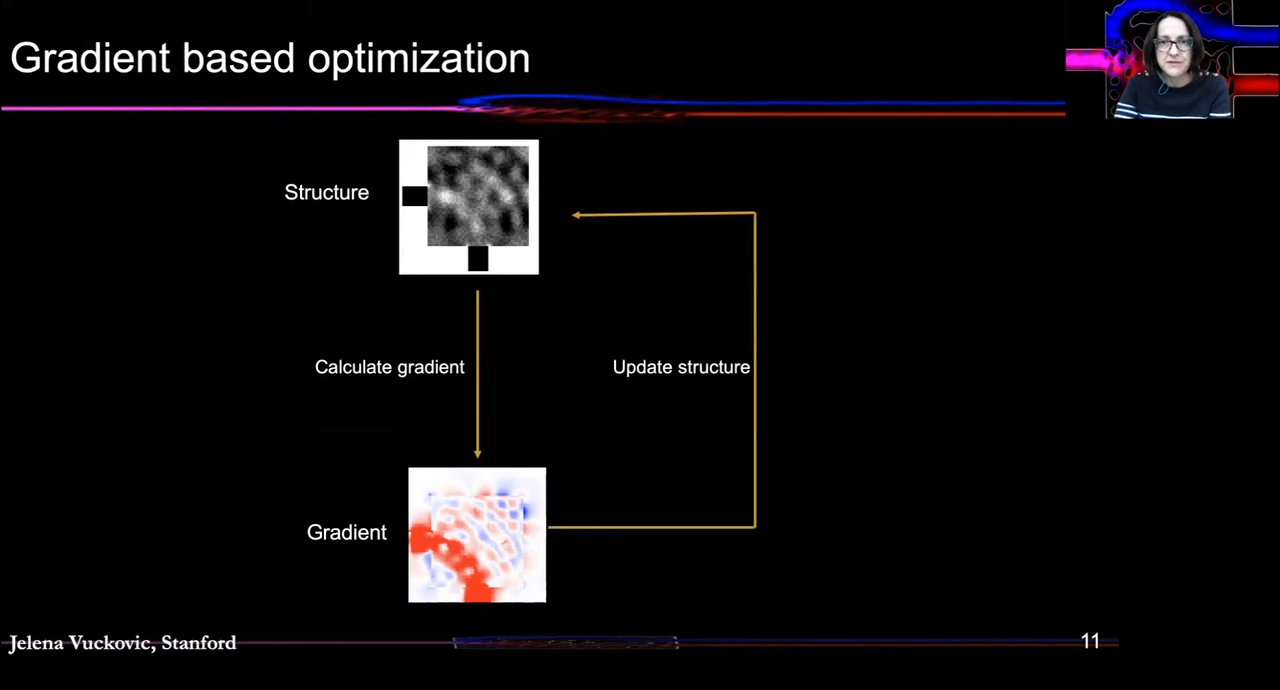 Gradient based optimization
Structure
Calculate gradient
Update structure
Gradient
Jelena Vuckovic, Stanford
11